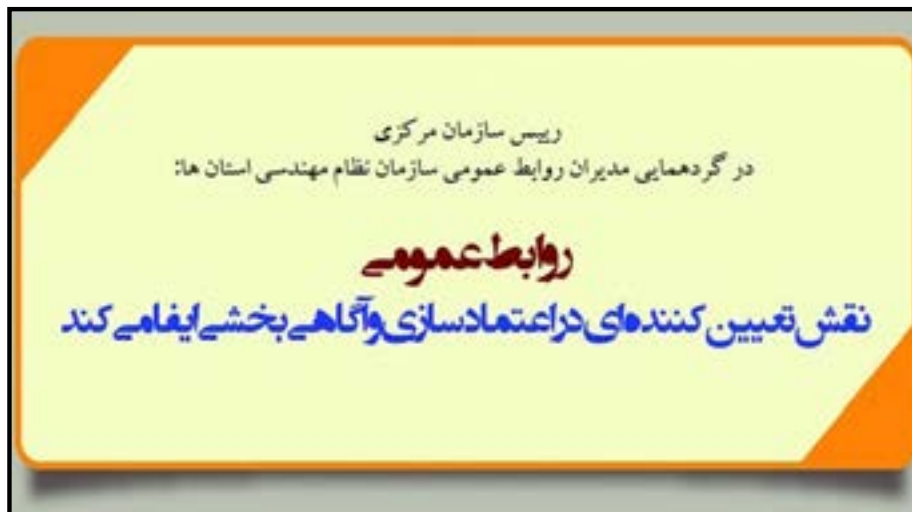 رییس سازمان مرکزی
در گردهمایی مدیران روابط عمومی سازمان نظام مهندسی استان ها:
روابط عمومی
نقش تعیین کننده‌ای در اعتمادسازی و آگاهی بخشی ایفا می کند